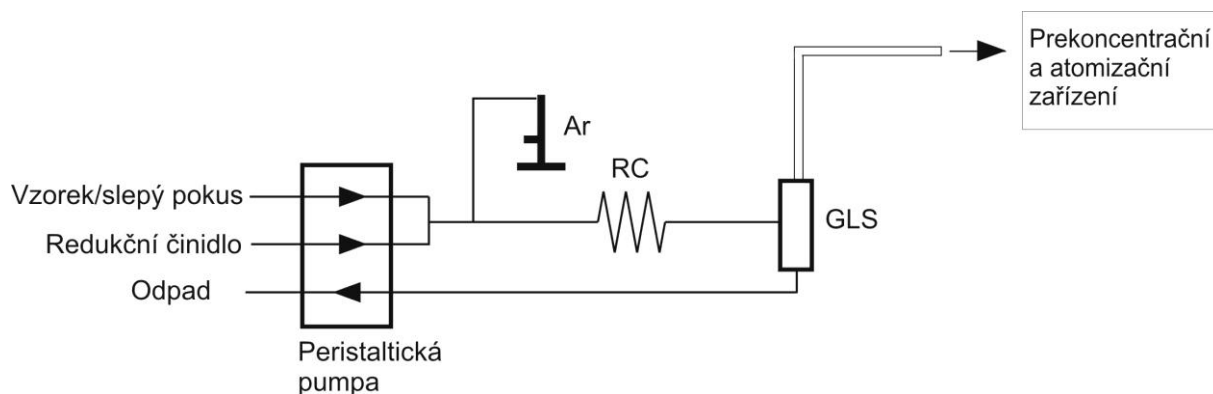 Prekoncentrační
a atomizační
zařízení
Ar
RC
Vzorek/slepý pokus
GLS
Redukční činidlo
Odpad
Peristaltická
pumpa